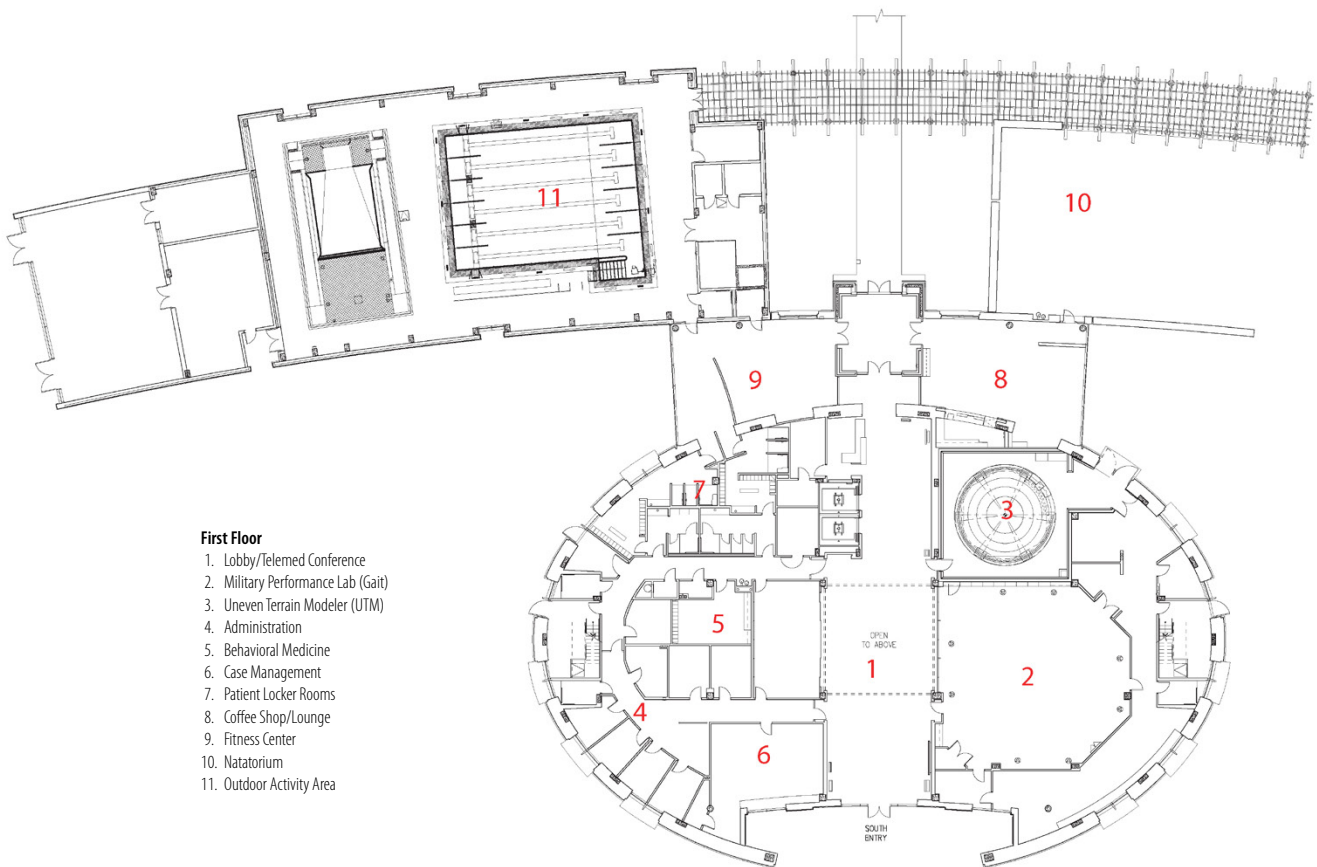 11
10
9
8
7
3
First Floor
1. Lobby/Telemed Conference
2. Military Performance Lab (Gait)
3. Uneven Terrain Modeler (UTM)
4. Administration
5. Behavioral Medicine
6. Case Management
7. Patient Locker Rooms
8. Coffee Shop/Lounge
9. Fitness Center
10. Natatorium
11. Outdoor Activity Area
5
OPEN
TO ABOVE
1
2
4
6
SOUTH
ENTRY